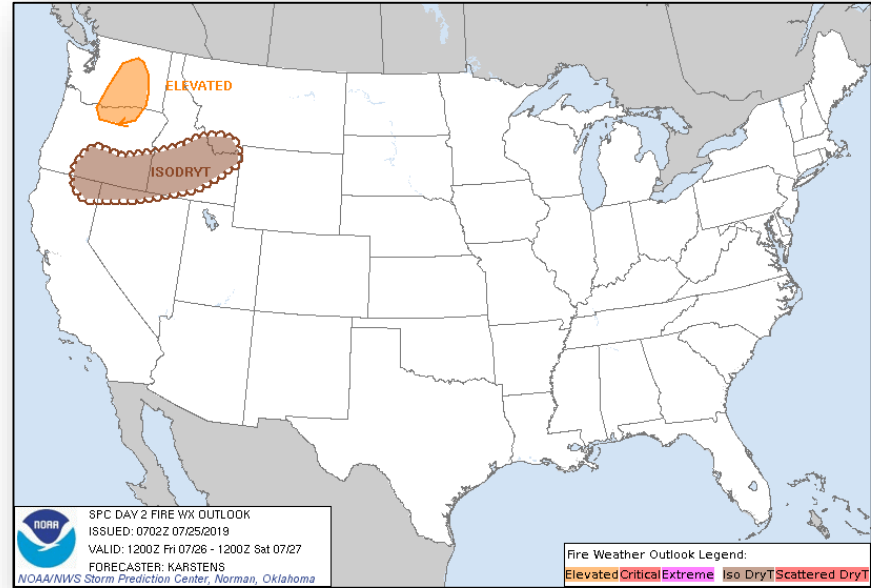 ELEVATED
ISODRYT
NOAA
SPC DAY 2 FIRE WX OUTLOOK
ISSUED: 0702Z 07/25/2019
VALID: 1200Z Fri 07/26 - 1200Z Sat 07/27
FORECASTER: KARSTENS
NOAA/NWS Storm Prediction Center, Norman, Oklahoma
Fire Weather Outlook Legend:
Elevated Critical Extreme Iso DryT Scattered DryT